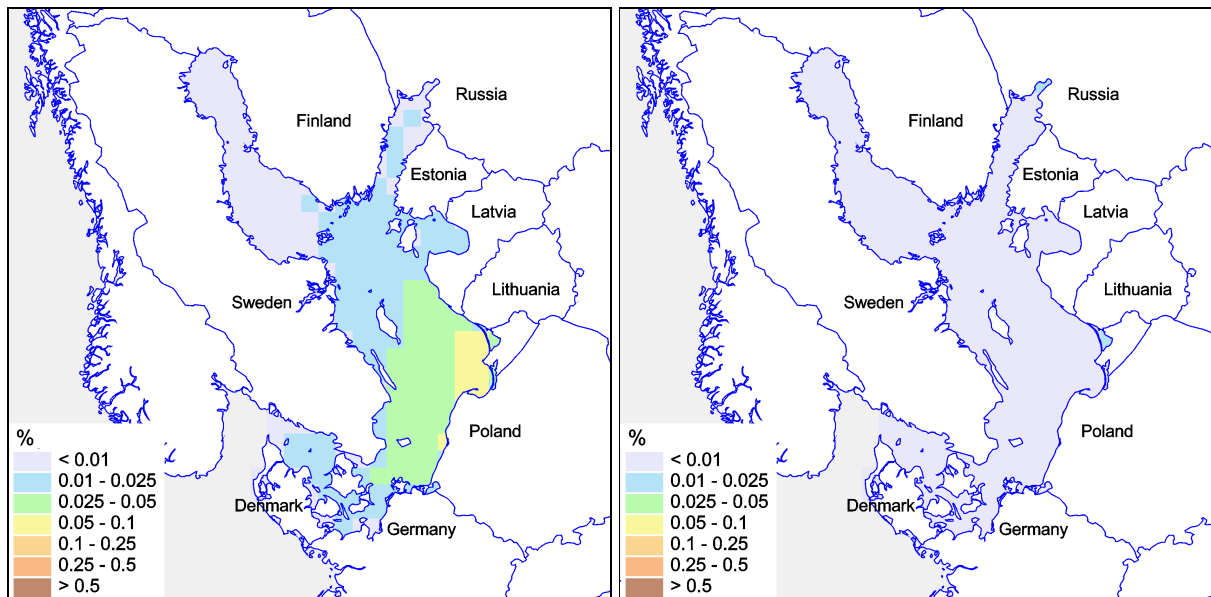 Russia
Finland
Estonia
Latvia
Lithuania
Sweden
Poland
%
< 0.01
0.01 - 0.025
0.025 - 0.05
0.05 - 0.1
0.1 - 0.25
0.25 - 0.5
> 0.5
Denmark
Germany
Russia
Finland
Estonia
Latvia
Lithuania
Sweden
Poland
%
< 0.01
0.01 - 0.025
0.025 - 0.05
0.05 - 0.1
0.1 - 0.25
0.25 - 0.5
> 0.5
Denmark
Germany